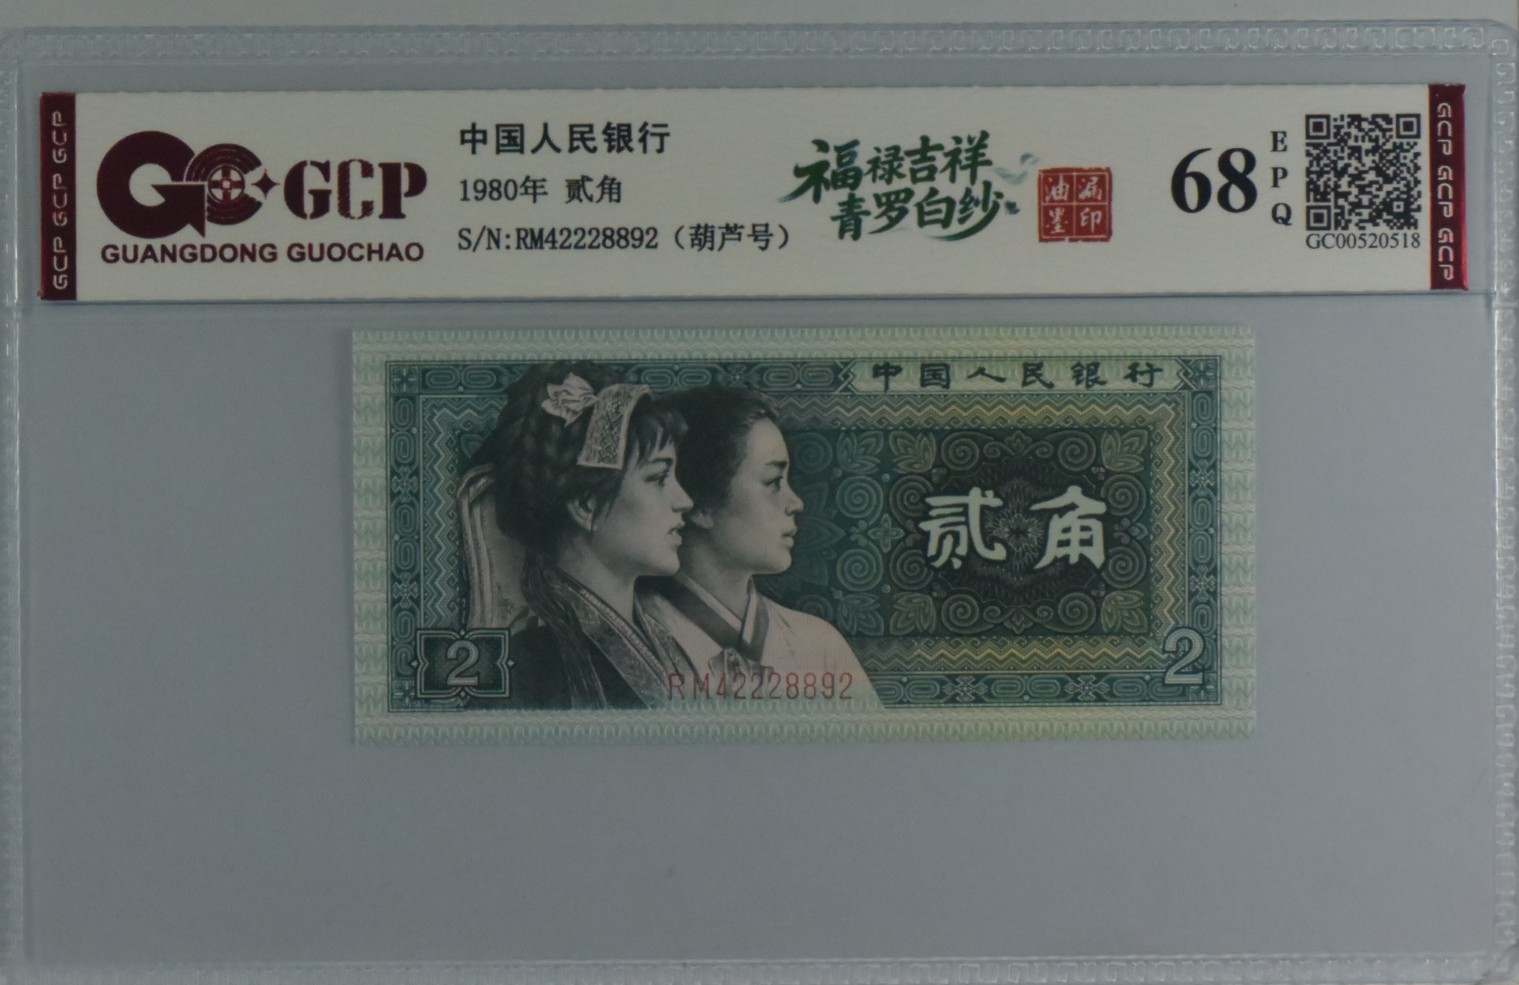 GCP GCP GCP
GCP
GUANGDONG GUOCHAO
中国人民银行
1980年 贰角
S/N:RM42228892（葫芦号）
福禄吉祥
青罗白纱
油漏
墨印
68
EPQ
GC00520518
GCP GCP GCP
中国人民银行
贰角
2
2
RM42228892